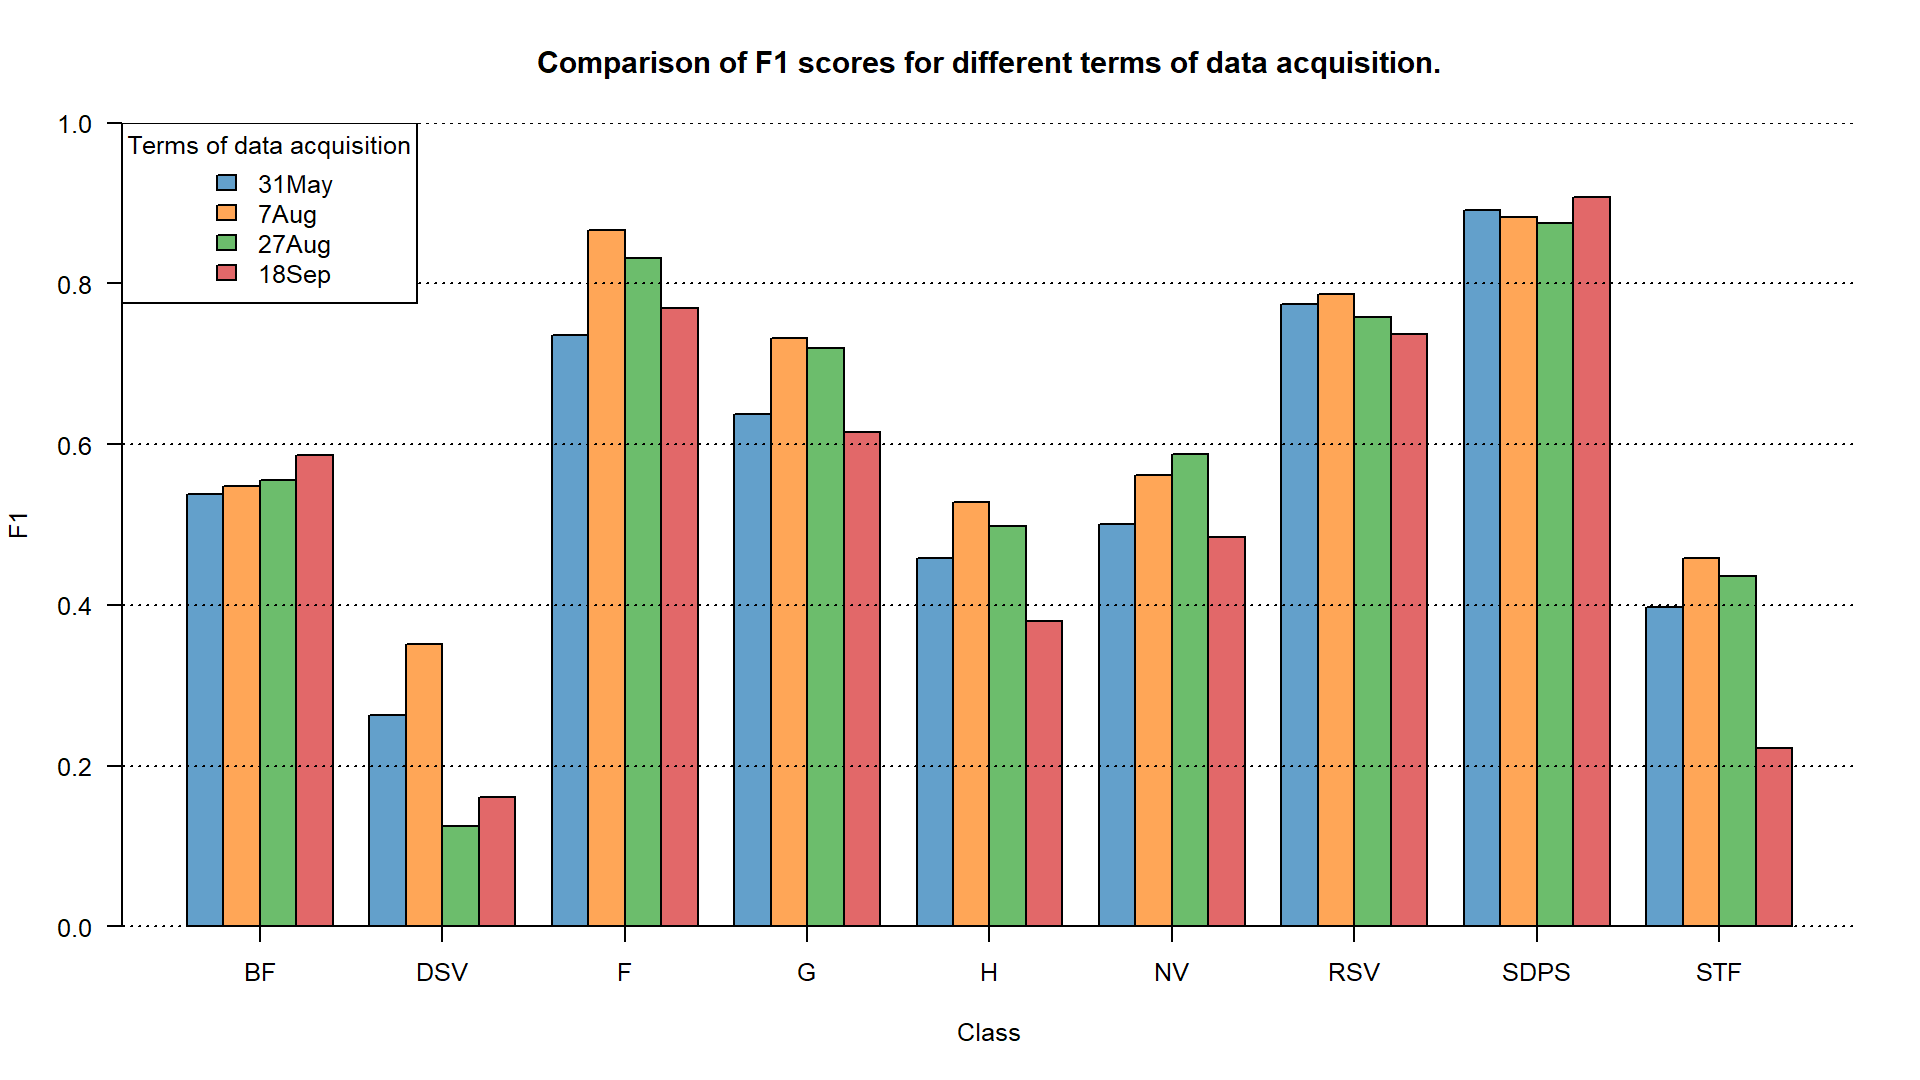 Comparison of F1 scores for different terms of data acquisition.
1.0
0.8
0.6
0.4
0.2
0.0
F1
Terms of data acquisition
31May
7Aug
27Aug
18Sep
BF DSV F G H NV RSV SDPS STF
Class